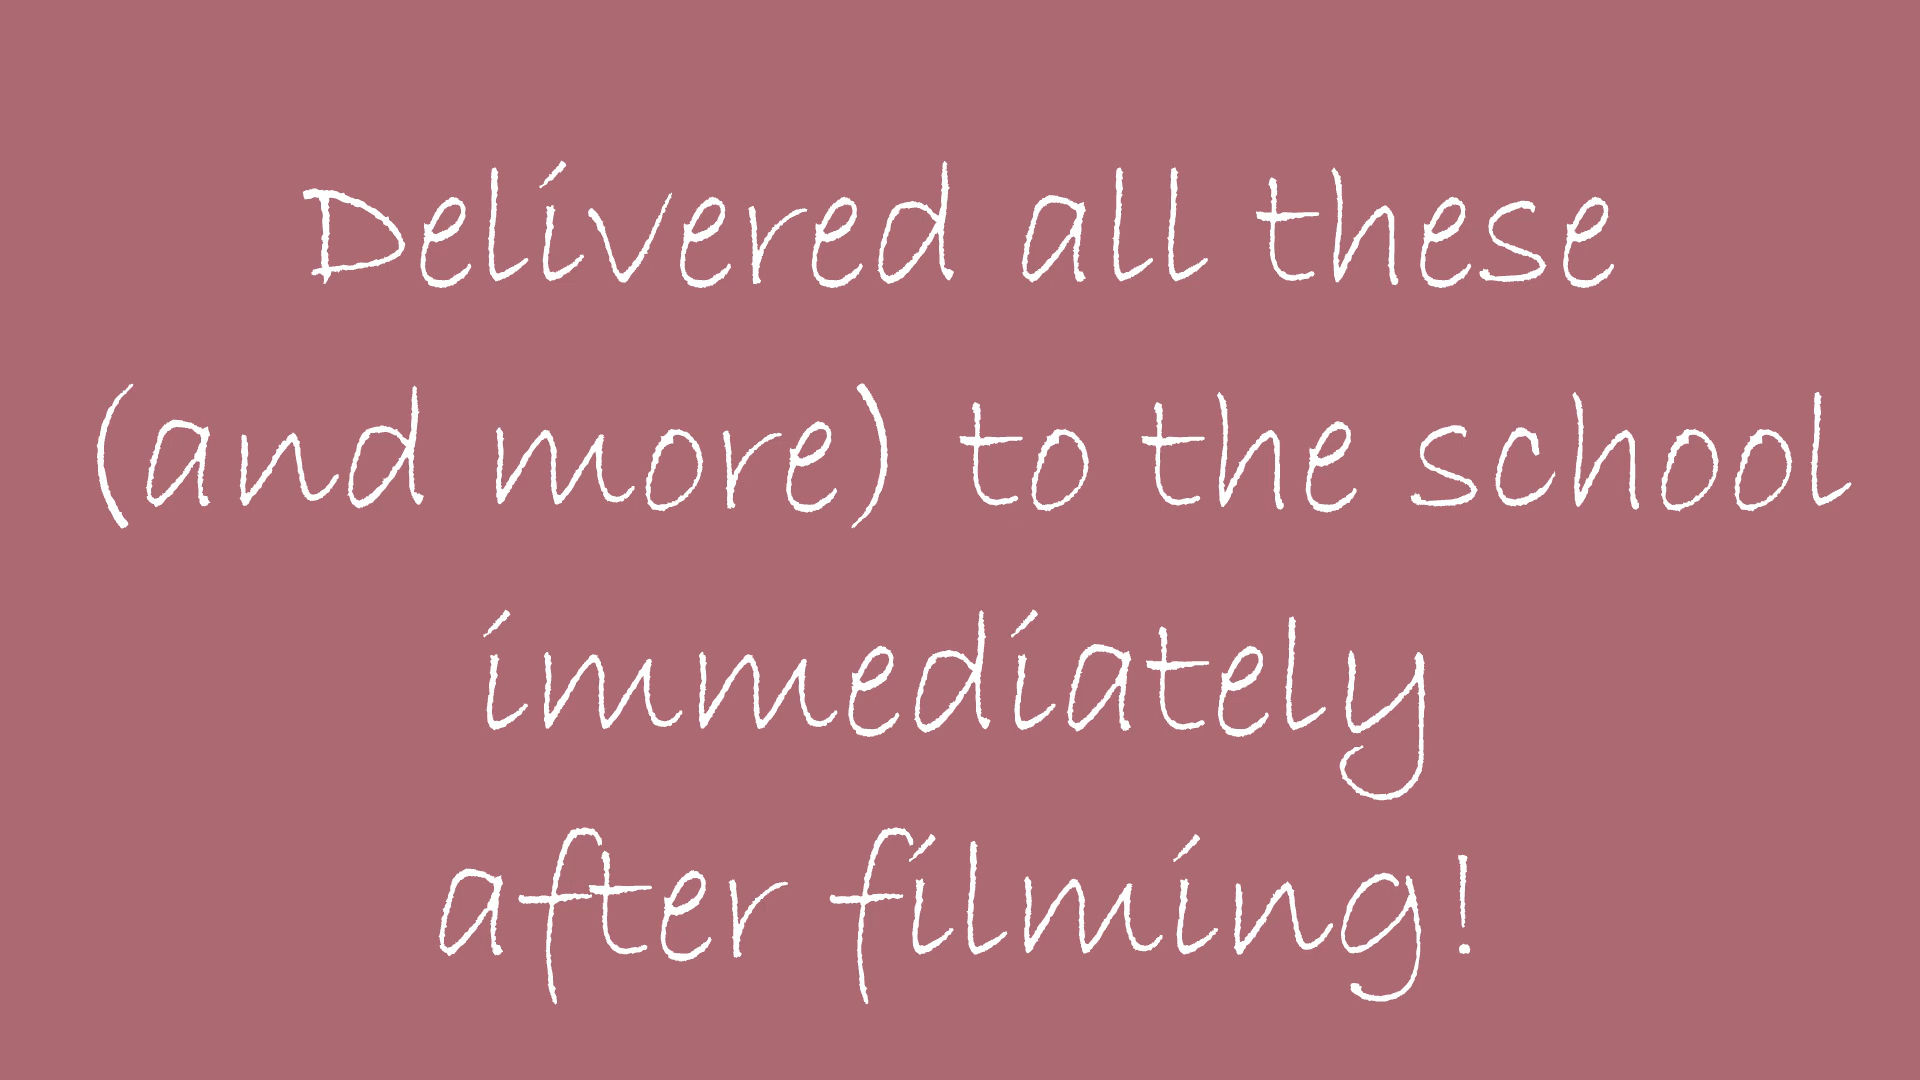 Delivered all these
(and more) to the school
immediately
after filming!